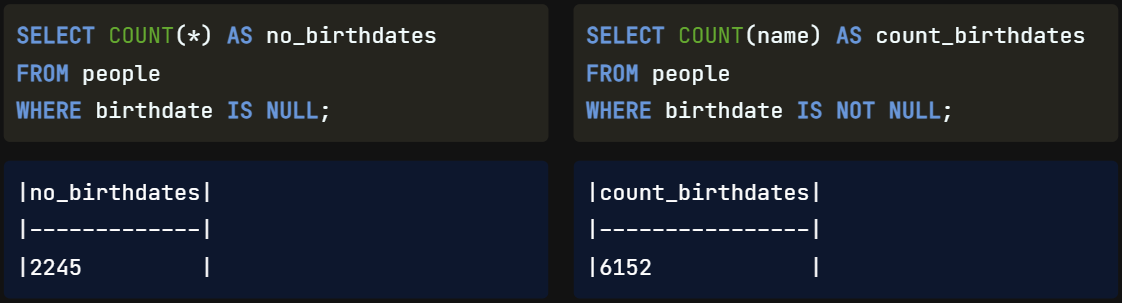 SELECT COUNT(*) AS no_birthdates
FROM people
WHERE birthdate IS NULL;
|no_birthdates|
|-------------|
|2245         |
SELECT COUNT(name) AS count_birthdates
FROM people
WHERE birthdate IS NOT NULL;
|count_birthdates|
|----------------|
|6152            |